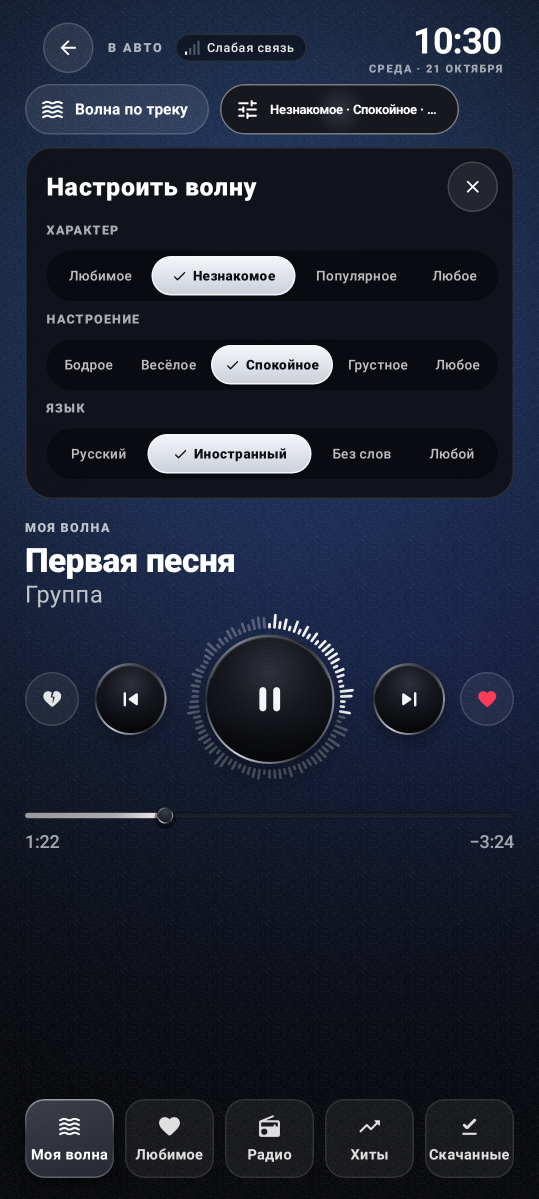 В АВТО
Слабая связь
10:30
СРЕДА · 21 ОКТЯБРЯ
Волна по треку
Незнакомое · Спокойное · ...
Настроить волну
ХАРАКТЕР
Любимое Незнакомое Популярное Любое
НАСТРОЕНИЕ
Бодрое Весёлое Спокойное Грустное Любое
ЯЗЫК
Русский Иностранный Без слов Любой
МОЯ ВОЛНА
Первая песня
Группа
1:22 −3:24
Моя волна Любимое Радио Хиты Скачанные